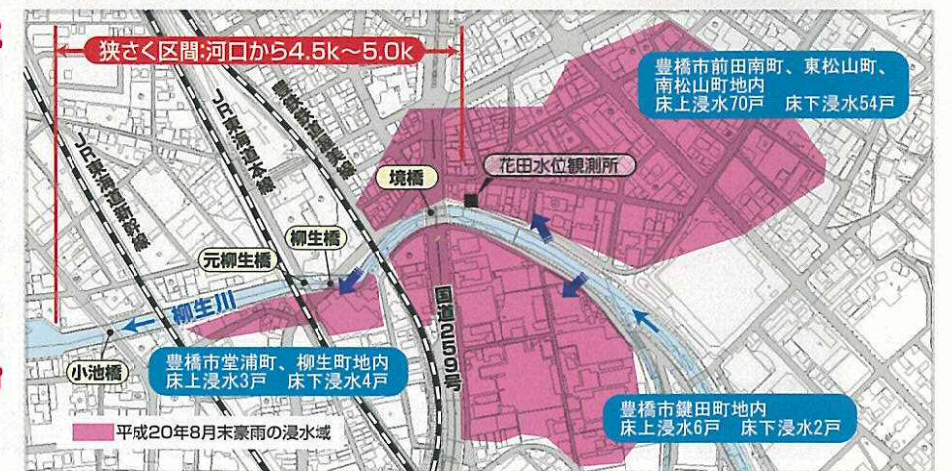 狭さく区間:河口から4.5k～5.0k
豊橋市前田南町、東松山町、
南松山町地内
床上浸水70戸 床下浸水54戸
JR東海道新幹線
JR東海道本線
豊鉄鉄道渥美線
境橋
花田水位観測所
柳生橋
元柳生橋
柳生川
小池橋
国道259号
豊橋市堂浦町、柳生町地内
床上浸水3戸 床下浸水4戸
豊橋市鍵田町地内
床上浸水6戸 床下浸水2戸
平成20年8月末豪雨の浸水域